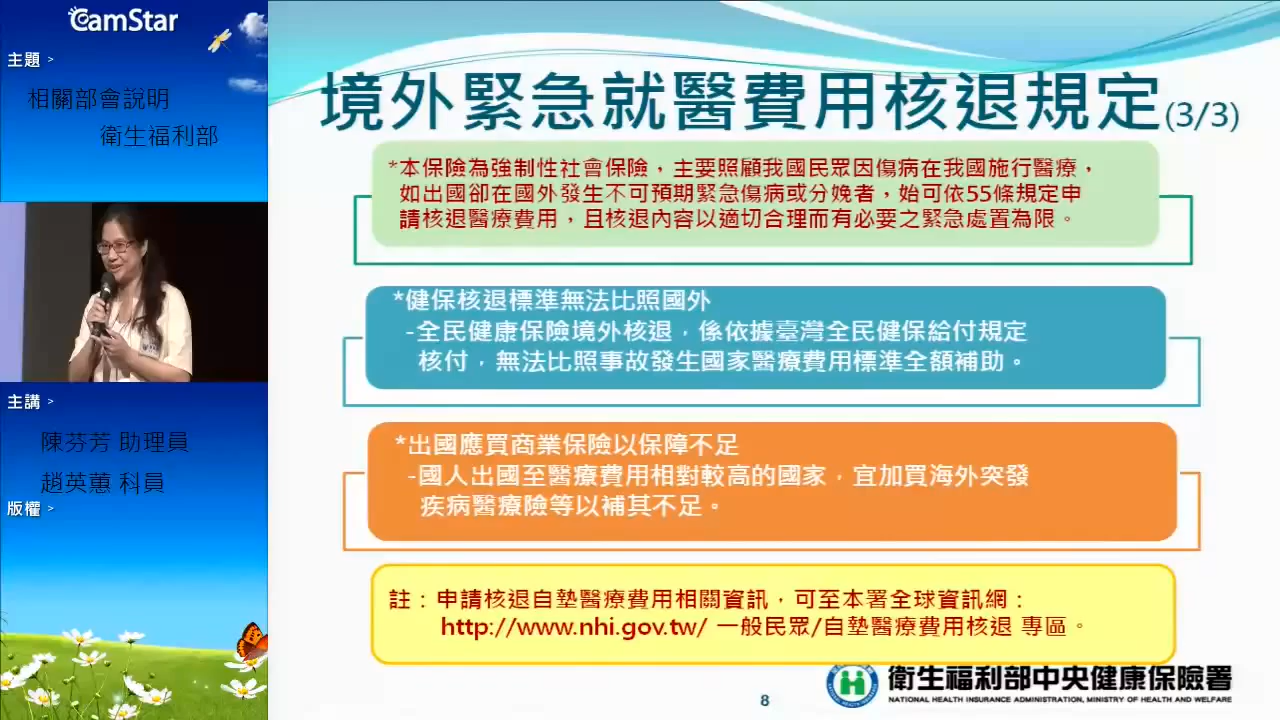 CamStar
主題 >
相關部會說明
衛生福利部
主講 >
陳芬芳 助理員
趙英蕙 科員
版權 >
境外緊急就醫費用核退規定(3/3)
*本保險為強制性社會保險，主要照顧我國民眾因傷病在我國施行醫療，
如出國卻在國外發生不可預期緊急傷病或分娩者，始可依55條規定申
請核退醫療費用，且核退內容以適切合理而有必要之緊急處置為限。
*健保核退標準無法比照國外
-全民健康保險境外核退，係依據臺灣全民健保給付規定
核付，無法比照事故發生國家醫療費用標準全額補助。
*出國應買商業保險以保障不足
-國人出國至醫療費用相對較高的國家，宜加買海外突發
疾病醫療險等以補其不足。
註：申請核退自墊醫療費用相關資訊，可至本署全球資訊網：
http://www.nhi.gov.tw/ 一般民眾/自墊醫療費用核退 專區。
8
衛生福利部中央健康保險署
NATIONAL HEALTH INSURANCE ADMINISTRATION, MINISTRY OF HEALTH AND WELFARE